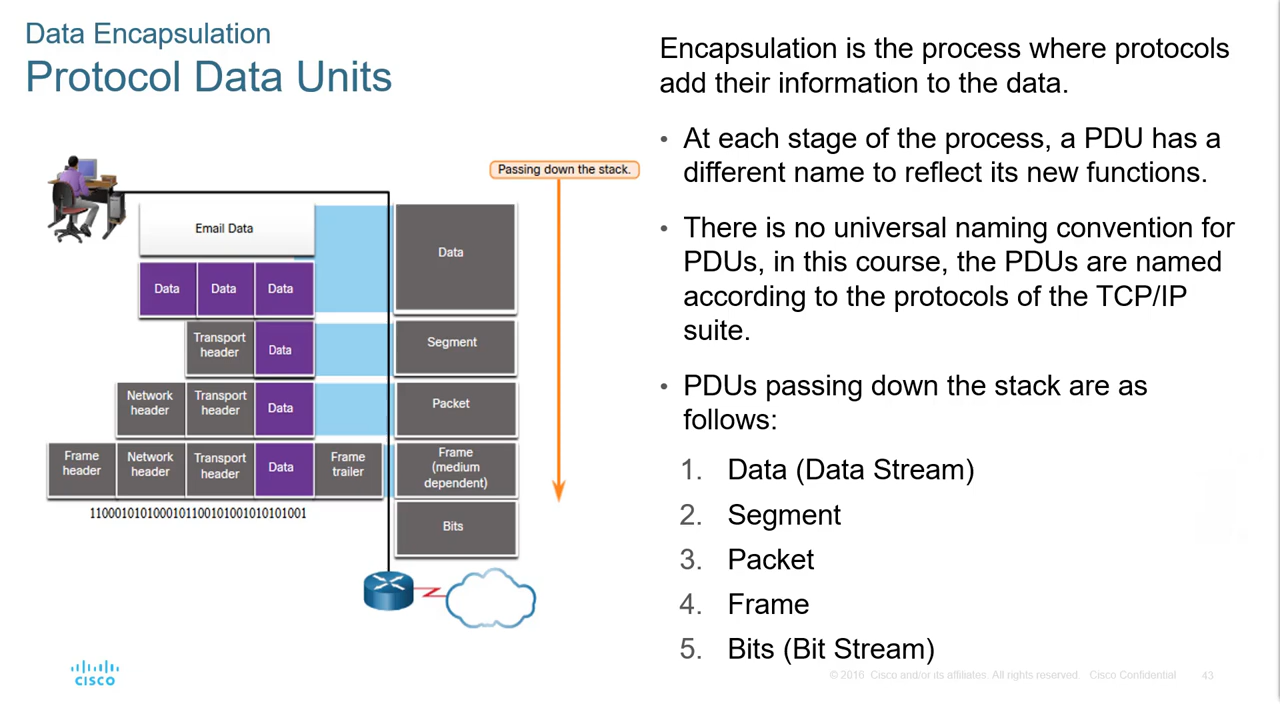 Data Encapsulation
Protocol Data Units
Passing down the stack.
Email Data
Data
Data
Data
Data
Transport
header
Data
Segment
Network
header
Transport
header
Data
Packet
Frame
header
Network
header
Transport
header
Data
Frame
trailer
Frame
(medium
dependent)
Bits
1100010101000101100101001010101001
CISCO
Encapsulation is the process where protocols
add their information to the data.
• At each stage of the process, a PDU has a
different name to reflect its new functions.
• There is no universal naming convention for
PDUs, in this course, the PDUs are named
according to the protocols of the TCP/IP
suite.
• PDUs passing down the stack are as
follows:
1. Data (Data Stream)
2. Segment
3. Packet
4. Frame
5. Bits (Bit Stream)
© 2016 Cisco and/or its affiliates. All rights reserved. Cisco Confidential 43